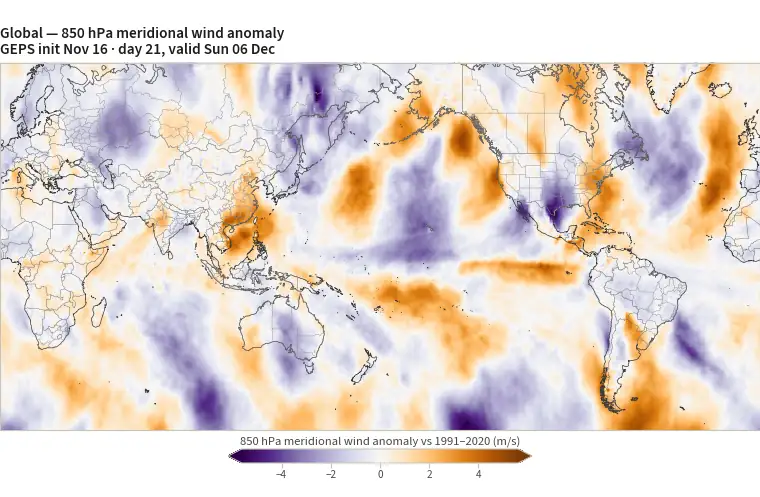 Global — 850 hPa meridional wind anomaly
GEPS init Nov 16 · day 21, valid Sun 06 Dec
850 hPa meridional wind anomaly vs 1991–2020 (m/s)
−4 −2 0 2 4